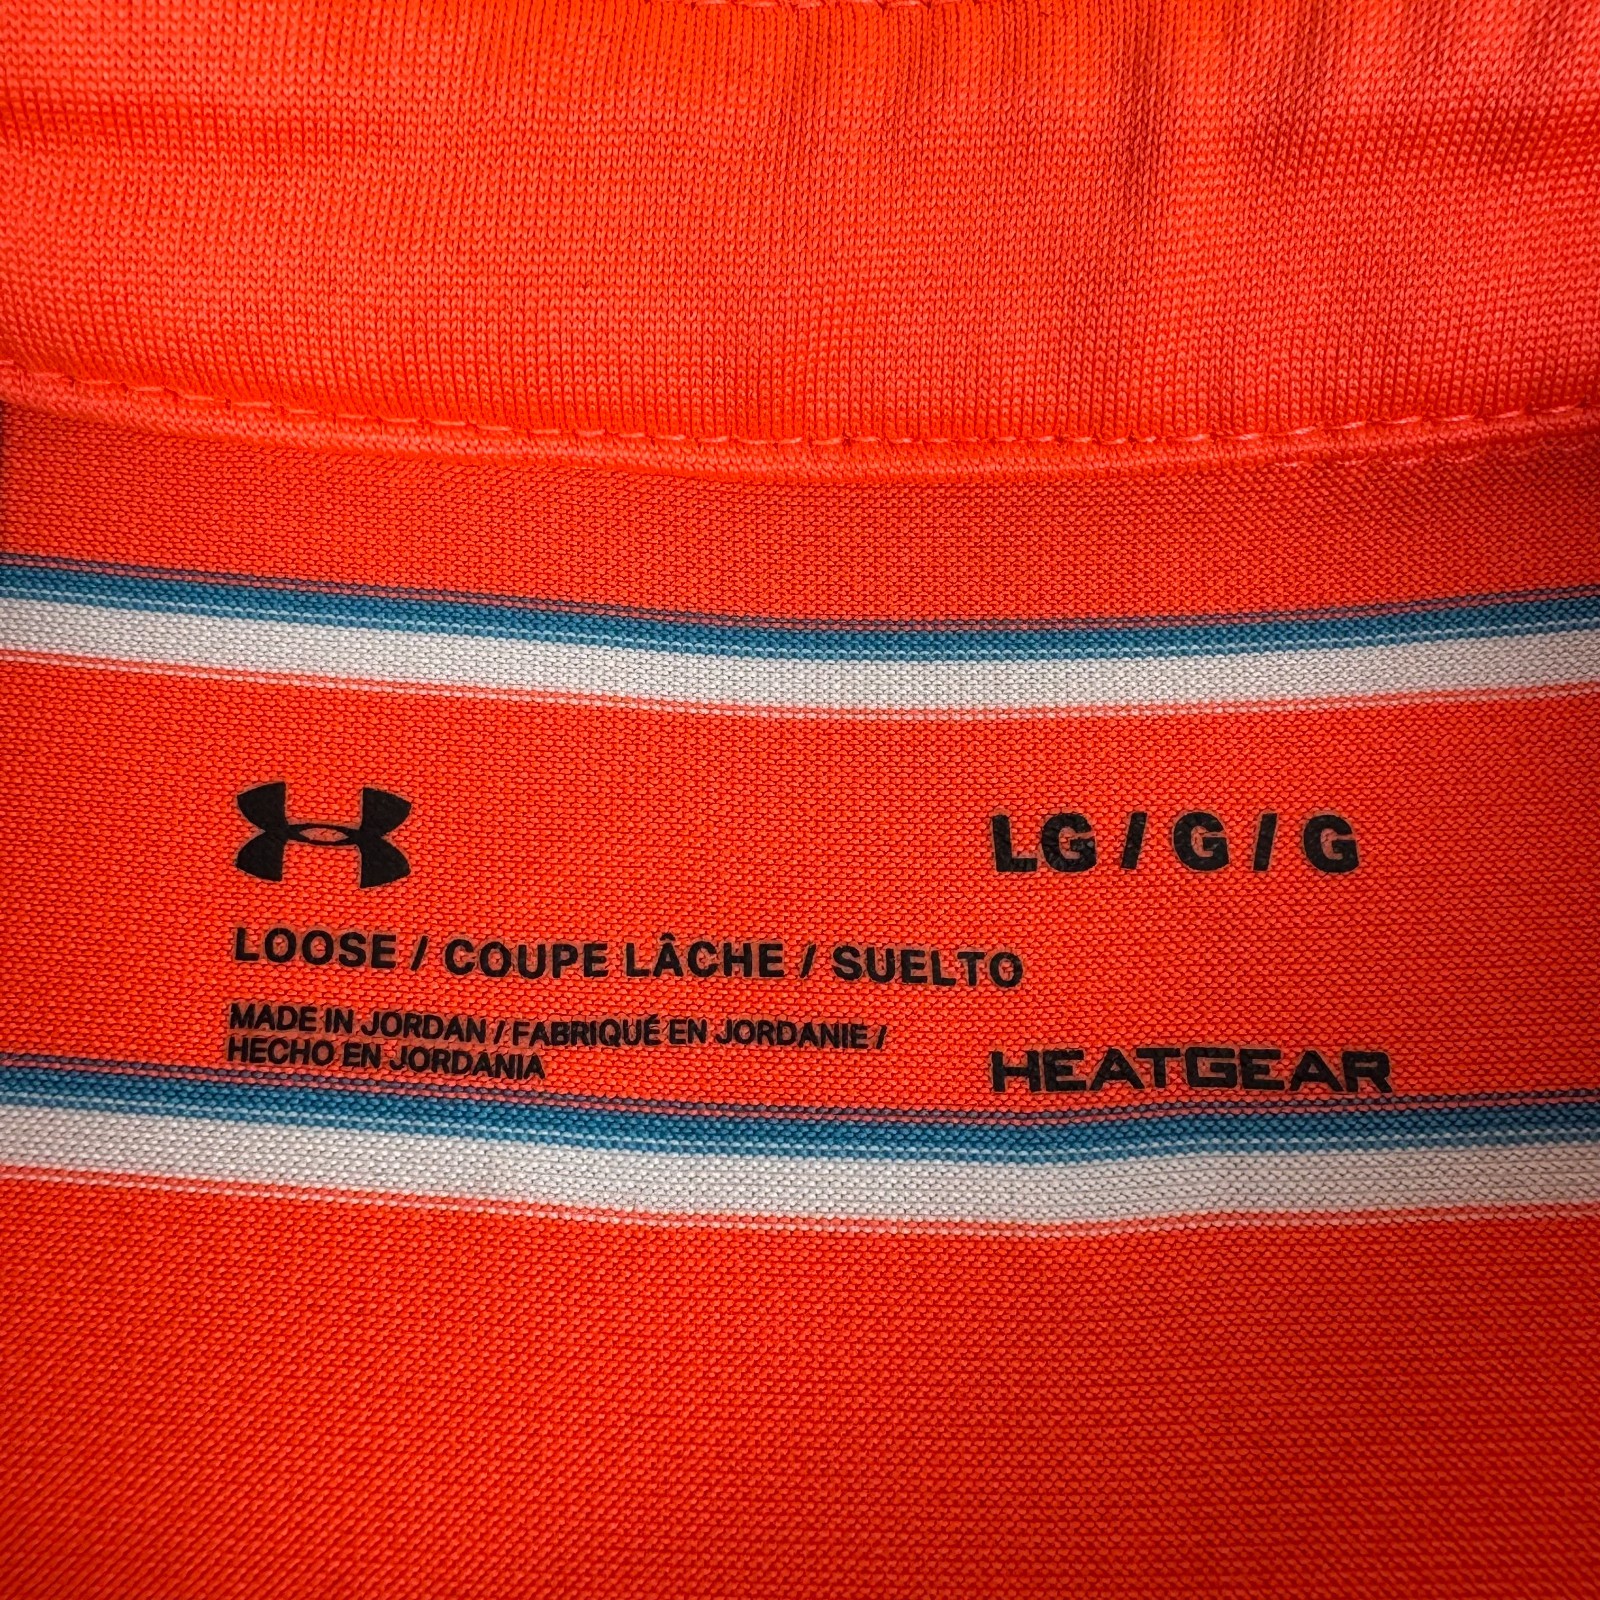 LG / G / G
LOOSE / COUPE LÂCHE / SUELTO
MADE IN JORDAN / FABRIQUÉ EN JORDANIE /
HECHO EN JORDANIA
HEATGEAR